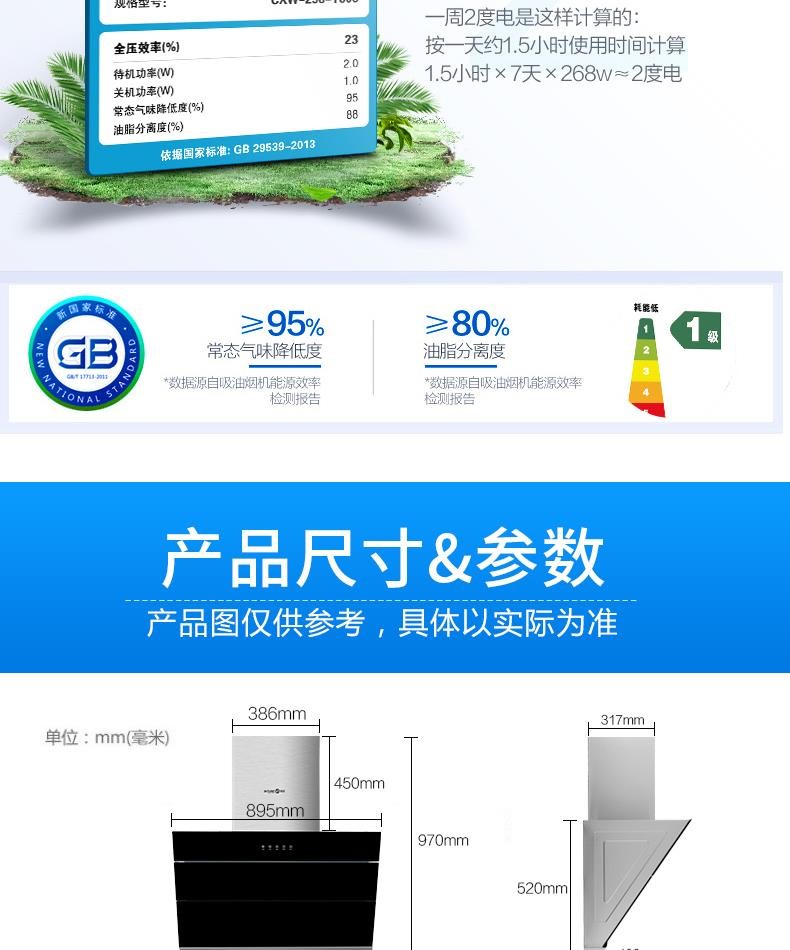 规格型号：
一周2度电是这样计算的：
按一天约1.5小时使用时间计算
1.5小时×7天×268w≈2度电
全压效率(%) 23
待机功率(W) 2.0
关机功率(W) 1.0
常态气味降低度(%) 95
油脂分离度(%) 88
依据国家标准: GB 29539-2013
新国家标准
GB
GB/T 17713-2011
NEW NATIONAL STANDARD
≥95%
常态气味降低度
*数据源自吸油烟机能源效率
检测报告
≥80%
油脂分离度
*数据源自吸油烟机能源效率
检测报告
耗能低
1
2
3
4
1级
产品尺寸&参数
产品图仅供参考，具体以实际为准
单位：mm(毫米)
386mm
450mm
895mm
970mm
317mm
520mm